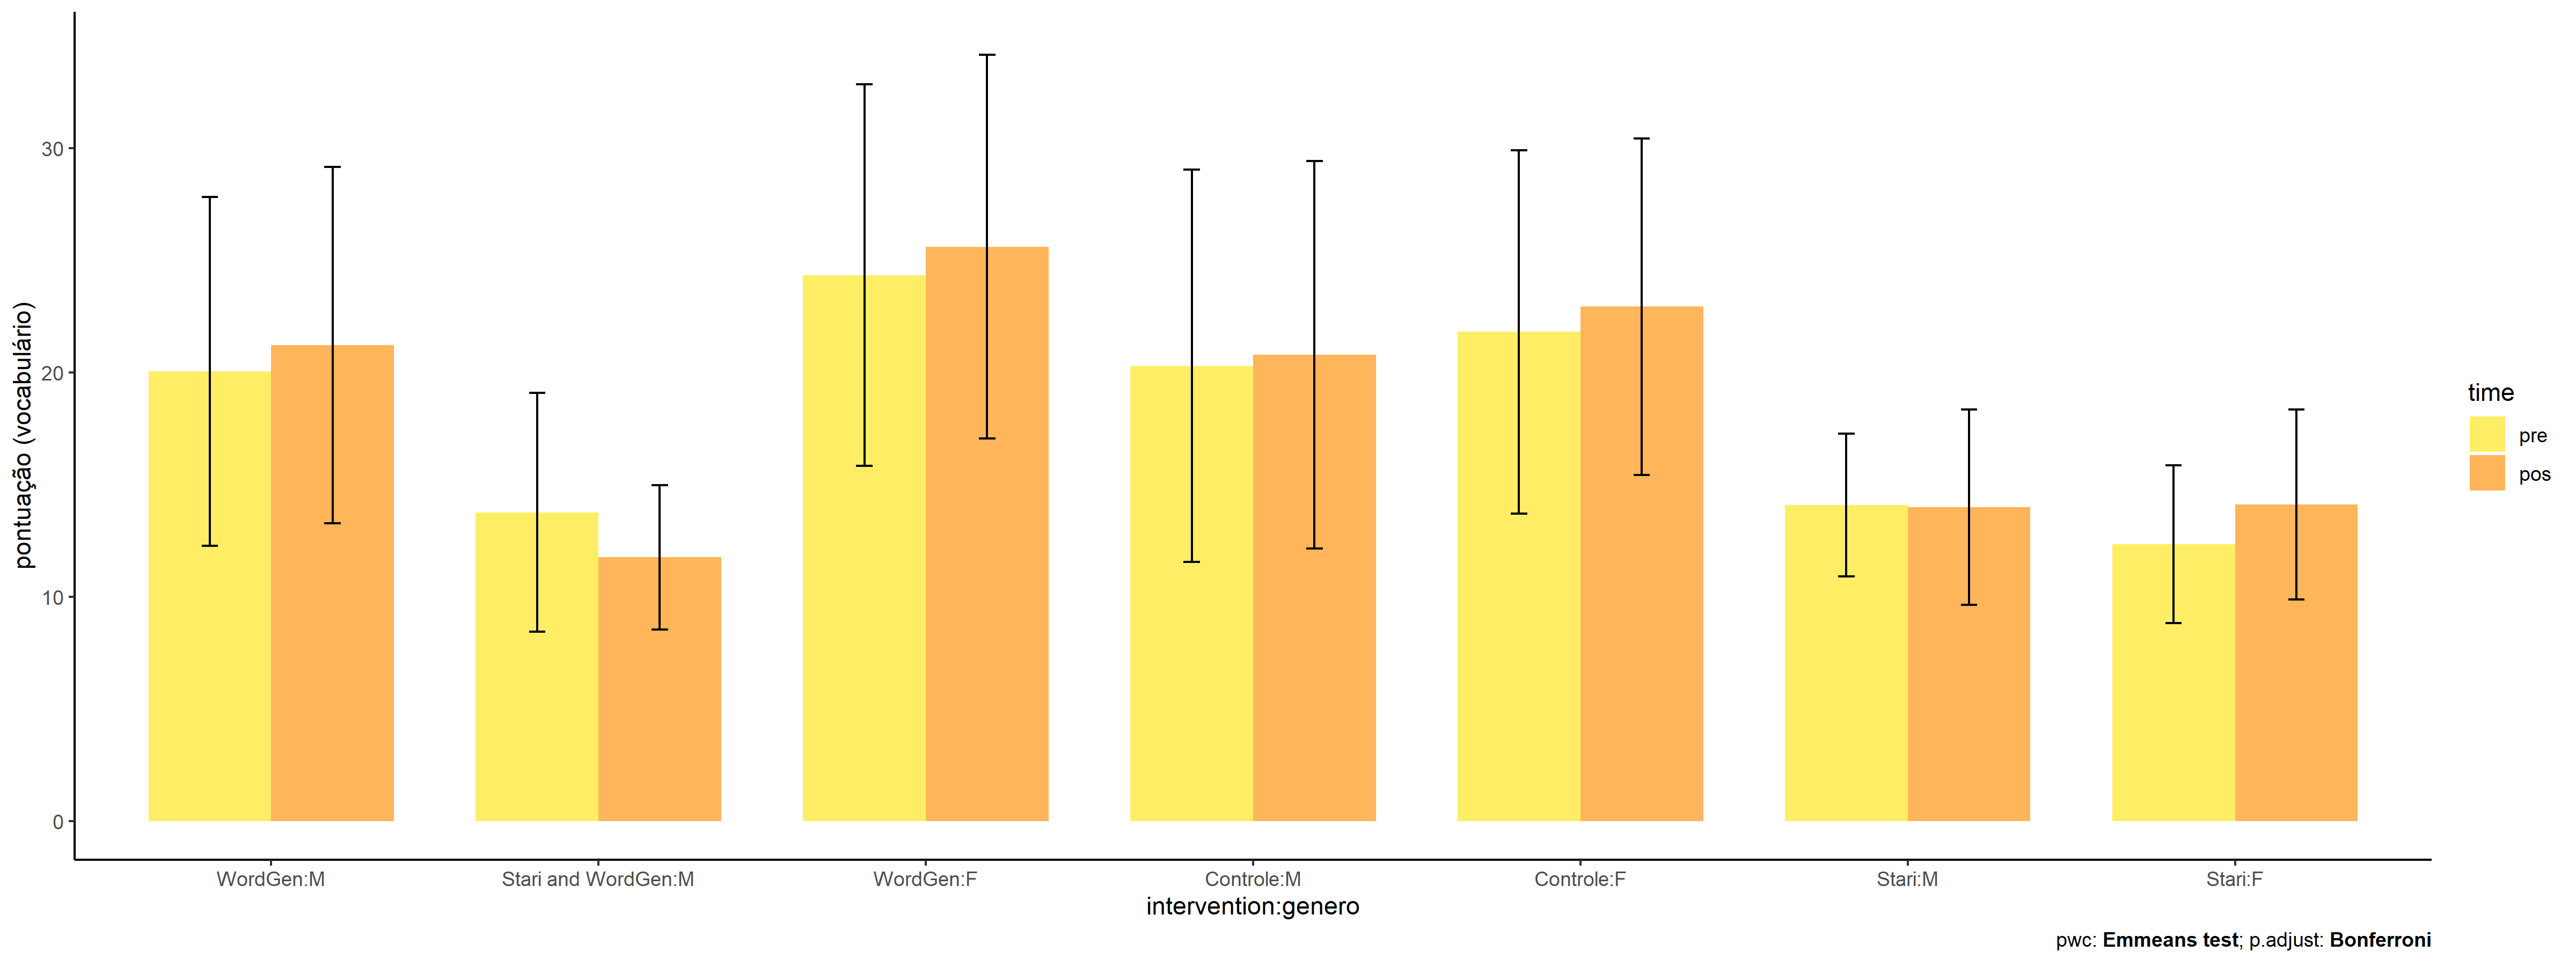 pontuação (vocabulário)
30
20
10
0
WordGen:M
Stari and WordGen:M
WordGen:F
Controle:M
Controle:F
Stari:M
Stari:F
intervention:genero
time
pre
pos
pwc: Emmeans test; p.adjust: Bonferroni